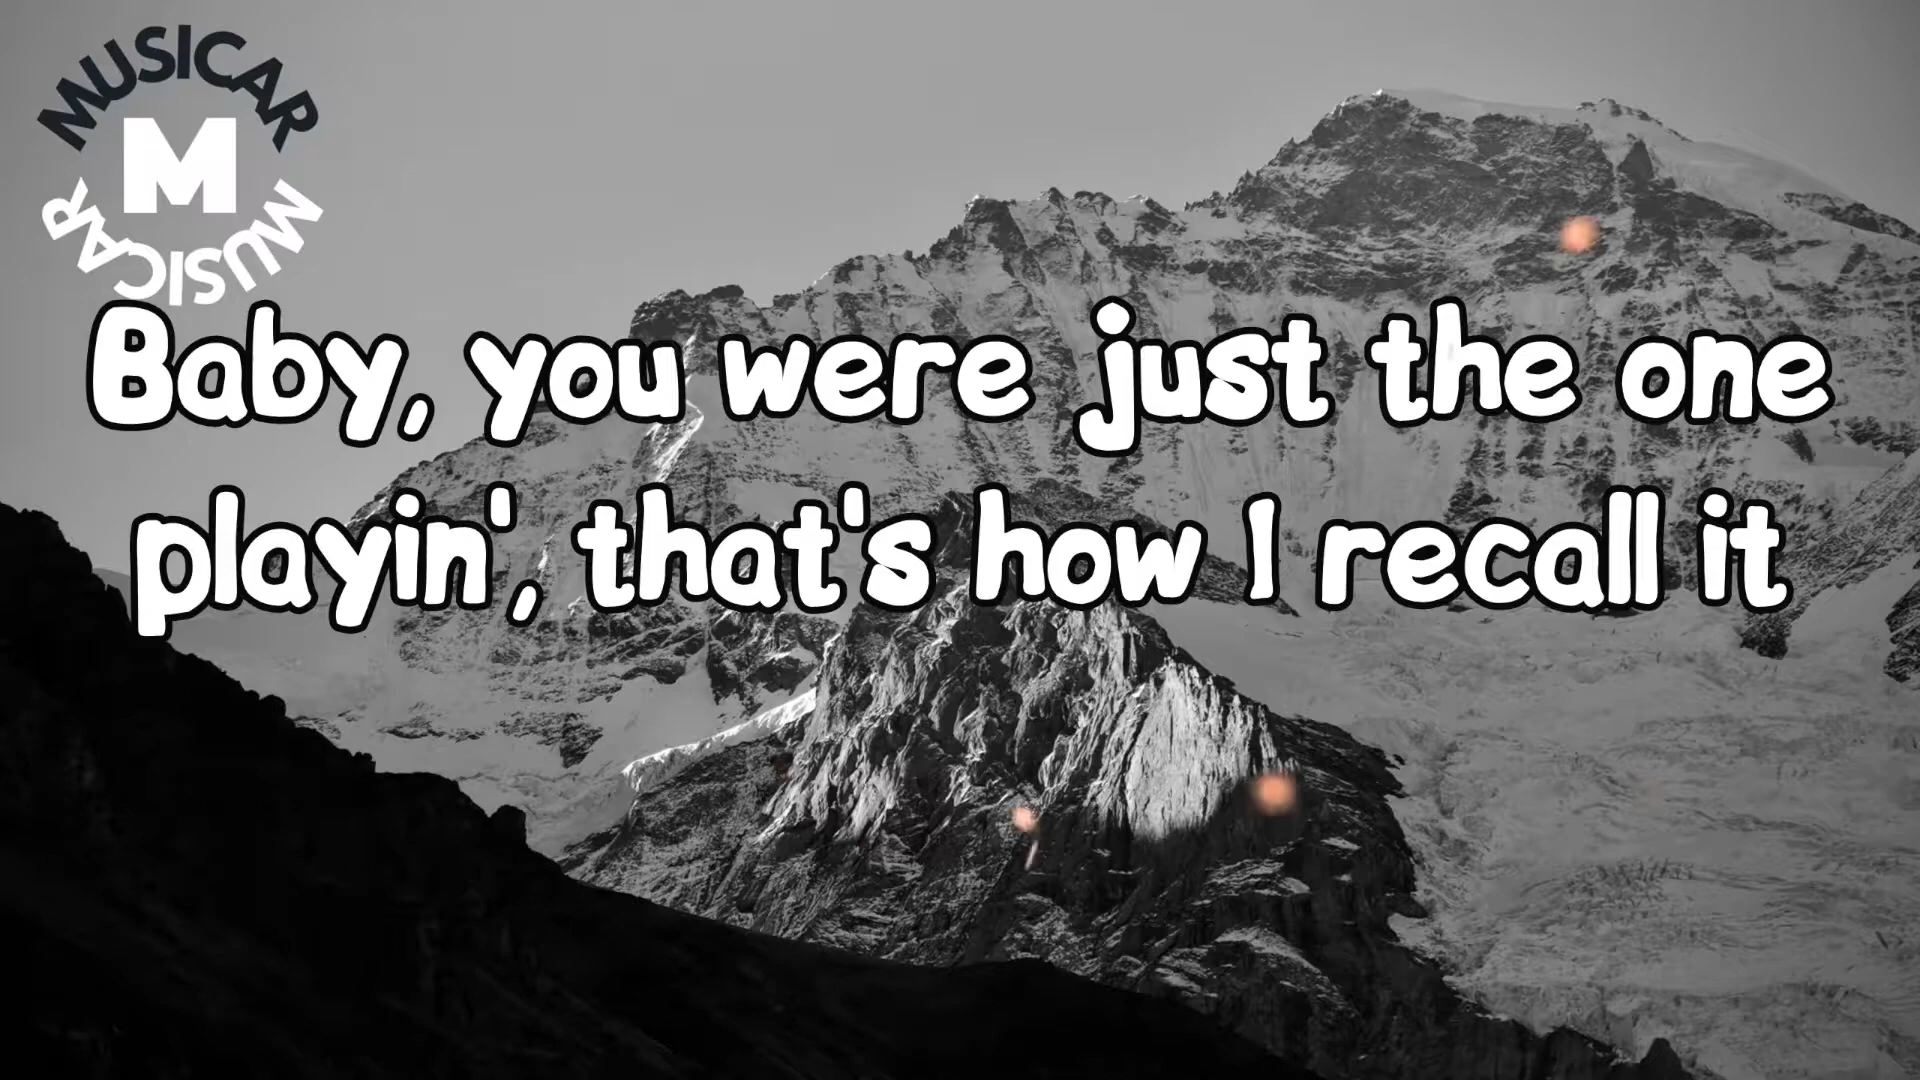 MUSICAR
M
MUSICAR
Baby, you were just the one
playin', that's how I recall it